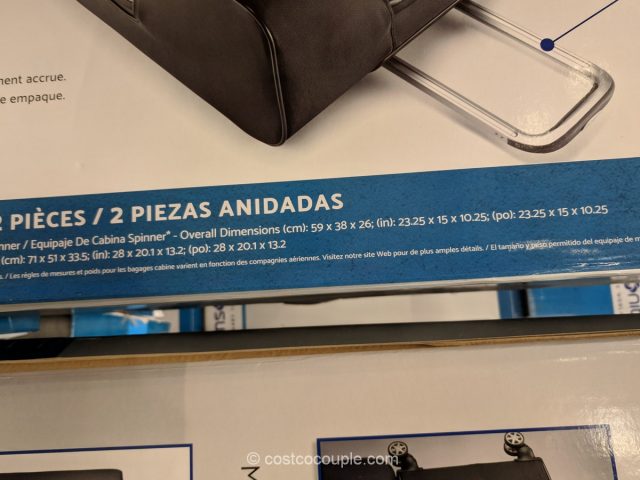 ment accrue.
e empaque.
2 PIÈCES / 2 PIEZAS ANIDADAS
nner / Equipaje De Cabina Spinner* - Overall Dimensions (cm): 59 x 38 x 26; (in): 23.25 x 15 x 10.25; (po): 23.25 x 15 x 10.25
(cm): 71 x 51 x 33.5; (in): 28 x 20.1 x 13.2; (po): 28 x 20.1 x 13.2
s. / Les règles de mesures et poids pour les bagages cabine varient en fonction des compagnies aériennes. Visitez notre site Web pour de plus amples détails. / El tamaño y peso permitido del equipaje de m
M
© costcocouple.com